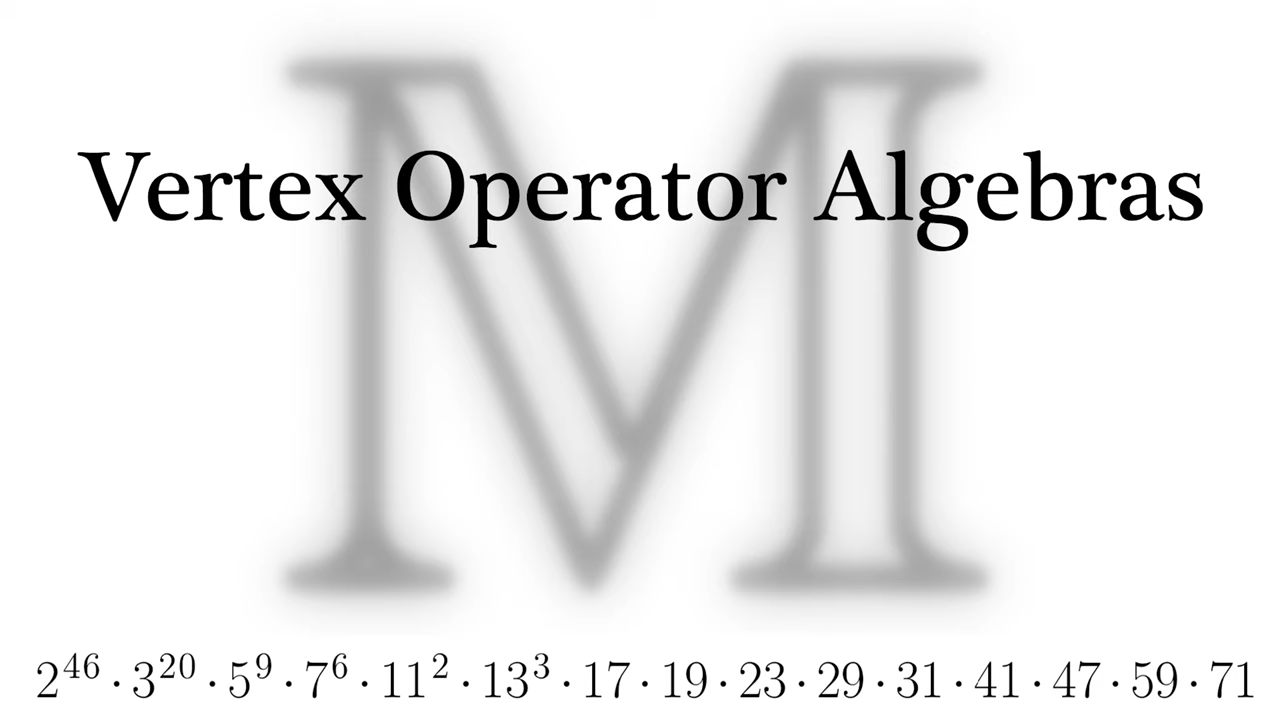 𝕄
Vertex Operator Algebras
2^46 · 3^20 · 5^9 · 7^6 · 11^2 · 13^3 · 17 · 19 · 23 · 29 · 31 · 41 · 47 · 59 · 71